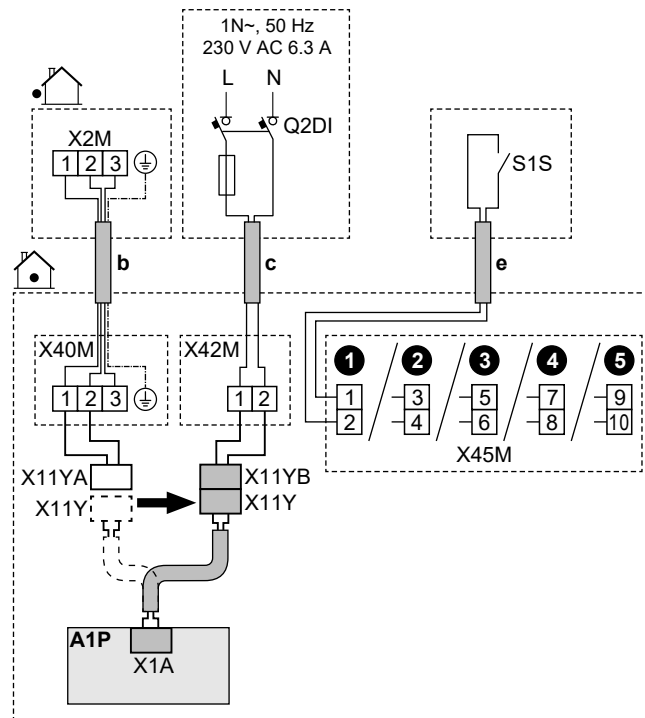 1N~, 50 Hz
230 V AC 6.3 A
L N
Q2DI
X2M
1 2 3
S1S
b
c
e
X40M
1 2 3
X42M
1 2
1 2 3 4 5
1 3 5 7 9
2 4 6 8 10
X45M
X11YA
X11YB
X11Y
X11Y
A1P
X1A